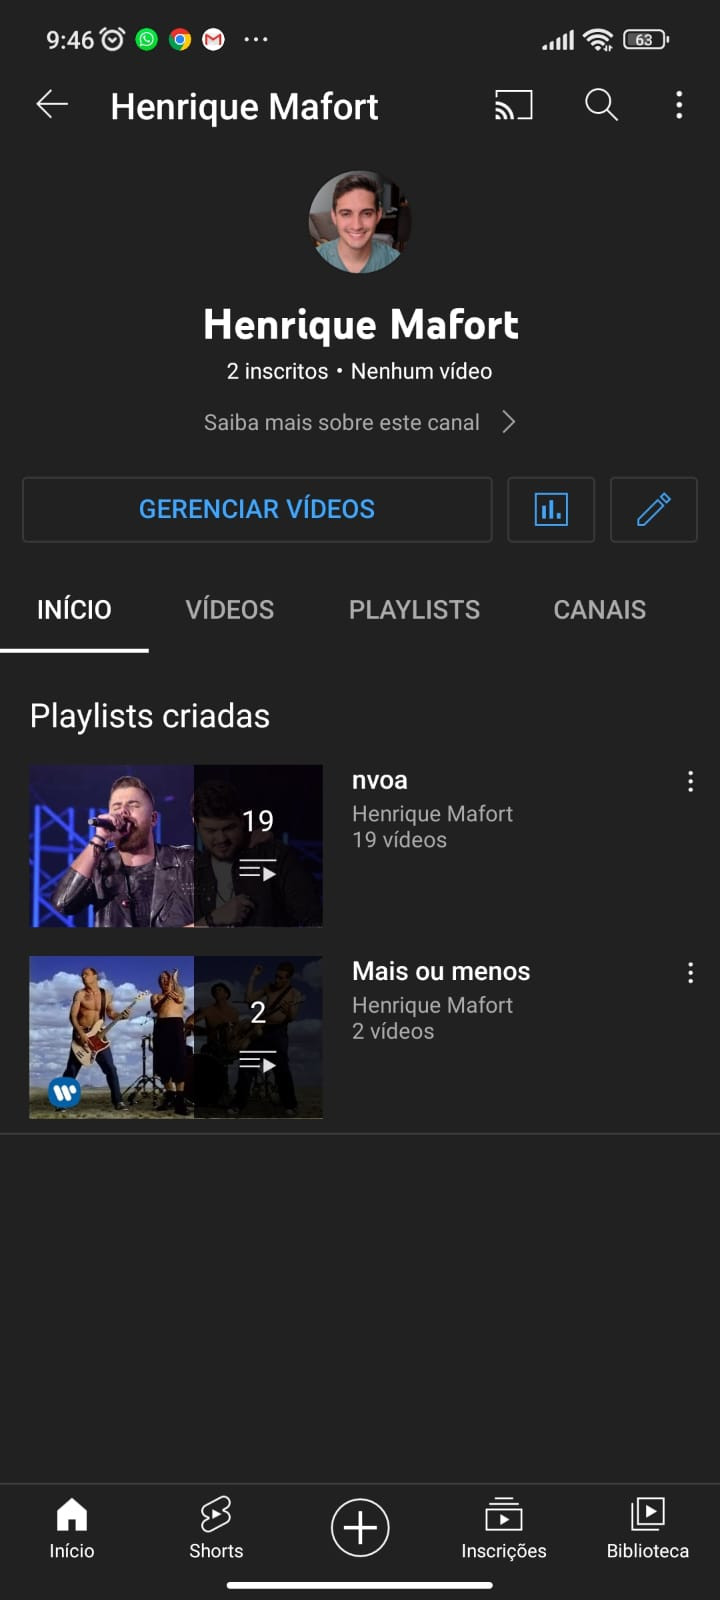 9:46
63
Henrique Mafort
Henrique Mafort
2 inscritos • Nenhum vídeo
Saiba mais sobre este canal
GERENCIAR VÍDEOS
INÍCIO VÍDEOS PLAYLISTS CANAIS
Playlists criadas
19
nvoa
Henrique Mafort
19 vídeos
2
Mais ou menos
Henrique Mafort
2 vídeos
Início Shorts Inscrições Biblioteca